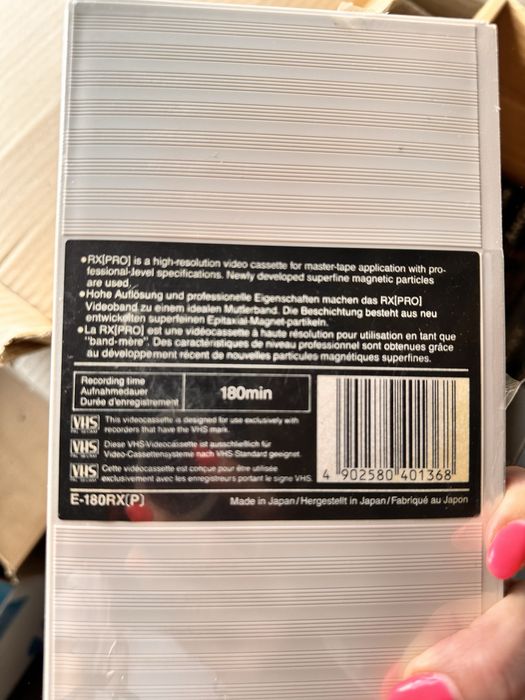 •RX[PRO] is a high-resolution video cassette for master-tape application with pro-
fessional-level specifications. Newly developed superfine magnetic particles
are used.
•Hohe Auflösung und professionelle Eigenschaften machen das RX[PRO]
Videoband zu einem idealen Mutterband. Die Beschichtung besteht aus neu
entwickelten superfeinen Epitaxial-Magnet-partikeln.
•La RX[PRO] est une vidéocassette à haute résolution pour utilisation en tant que
"band-mère". Des caractéristiques de niveau professionnel sont obtenues grâce
au développement récent de nouvelles particules magnétiques superfines.
Recording time
Aufnahmedauer
Durée d'enregistrement
180min
VHS This videocassette is designed for use exclusively with
recorders that have the VHS mark.
VHS Diese VHS-Videocassette ist ausschließlich für
Video-Cassettensysteme nach VHS Standard geeignet.
VHS Cette vidéocassette est conçue pour être utilisée
exclusivement avec les enregistreurs portant le signe VHS.
4 902580 401368
E-180RX(P)
Made in Japan/Hergestellt in Japan/Fabriqué au Japon